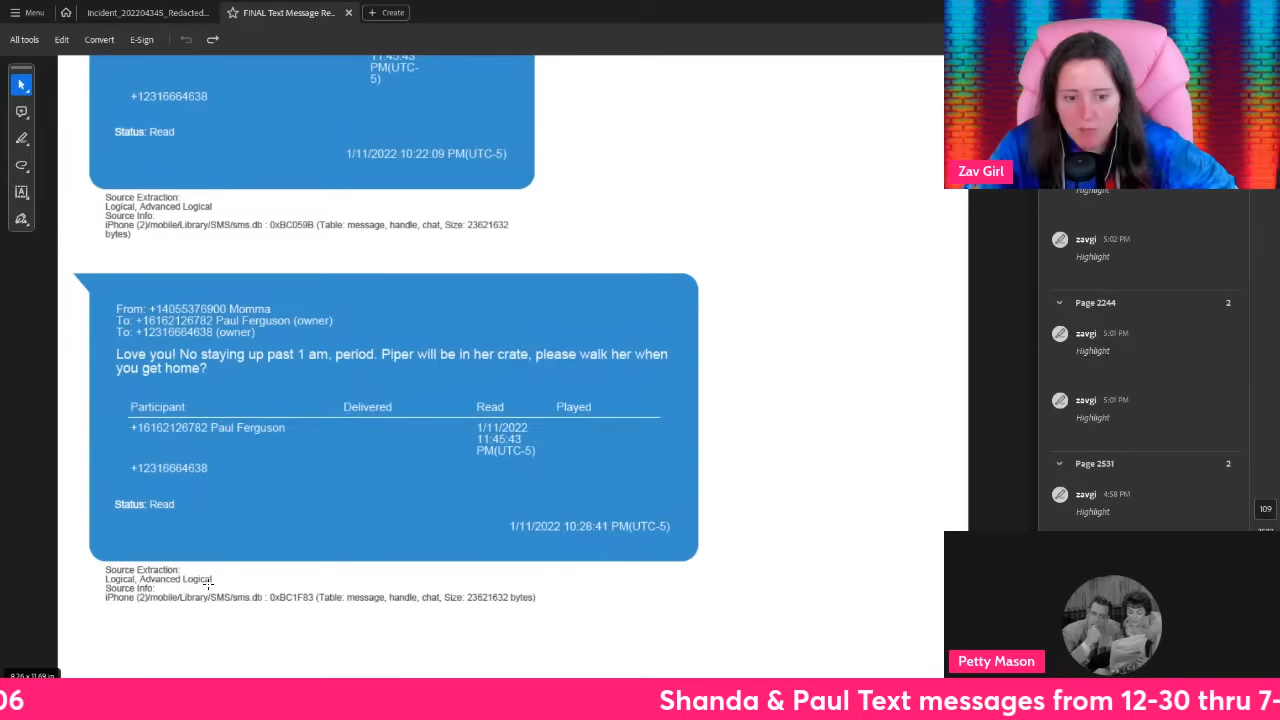 Menu
Incident_202204345_Redacted...
FINAL Text Message Re...
Create
All tools
Edit
Convert
E-Sign
11:45:43
PM(UTC-
5)
+12316664638
Status: Read
1/11/2022 10:22:09 PM(UTC-5)
Source Extraction:
Logical, Advanced Logical
Source Info:
iPhone (2)/mobile/Library/SMS/sms.db : 0xBC059B (Table: message, handle, chat, Size: 23621632
bytes)
From: +14055376900 Momma
To: +16162126782 Paul Ferguson (owner)
To: +12316664638 (owner)
Love you! No staying up past 1 am, period. Piper will be in her crate, please walk her when
you get home?
Participant Delivered Read Played
+16162126782 Paul Ferguson 1/11/2022
11:45:43
PM(UTC-5)
+12316664638
Status: Read
1/11/2022 10:28:41 PM(UTC-5)
Source Extraction:
Logical, Advanced Logical
Source Info:
iPhone (2)/mobile/Library/SMS/sms.db : 0xBC1F83 (Table: message, handle, chat, Size: 23621632 bytes)
8.26 x 11.69 in
Zav Girl
Highlight
zavgi 5:02 PM
Highlight
Page 2244 2
zavgi 5:01 PM
Highlight
zavgi 5:01 PM
Highlight
Page 2531 2
zavgi 4:58 PM
Highlight
109
Petty Mason
06
Shanda & Paul Text messages from 12-30 thru 7-